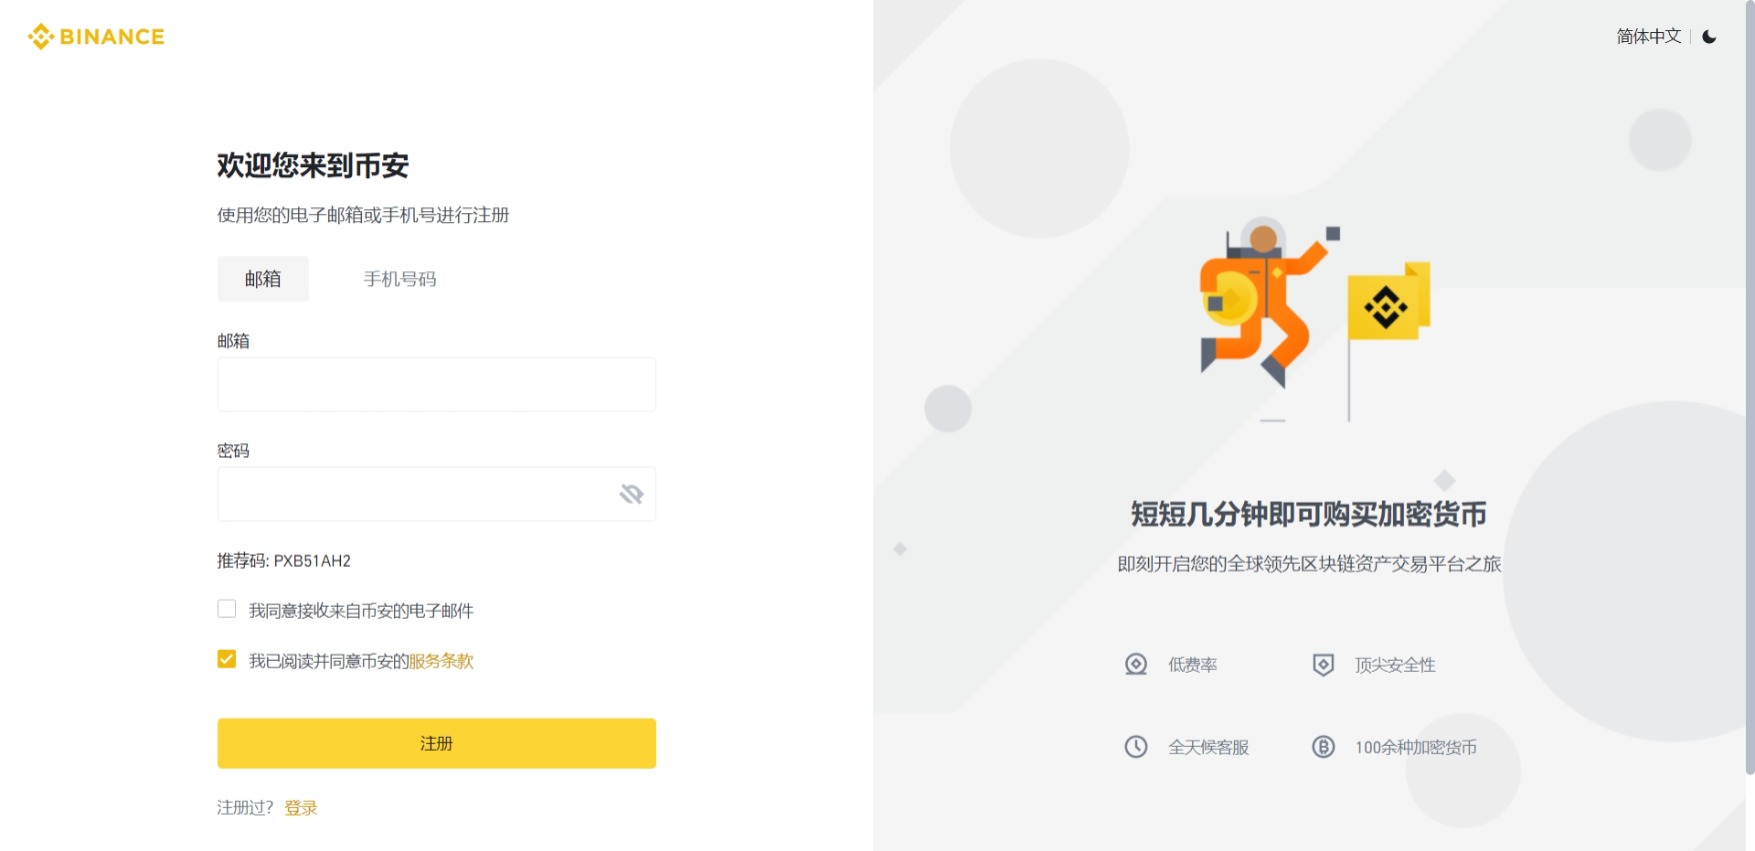 BINANCE
简体中文
欢迎您来到币安
使用您的电子邮箱或手机号进行注册
邮箱
手机号码
邮箱
密码
推荐码: PXB51AH2
我同意接收来自币安的电子邮件
我已阅读并同意币安的服务条款
注册
注册过？ 登录
短短几分钟即可购买加密货币
即刻开启您的全球领先区块链资产交易平台之旅
低费率
顶尖安全性
全天候客服
100余种加密货币